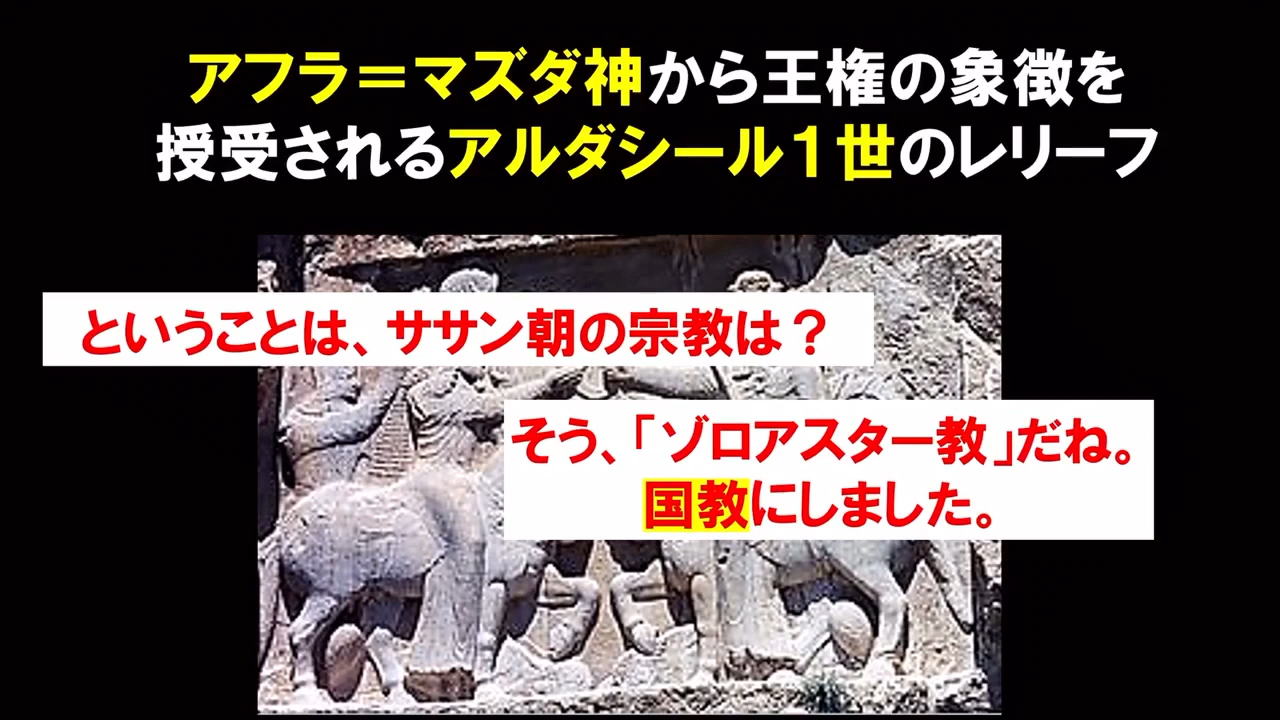 アフラ＝マズダ神から王権の象徴を
授受されるアルダシール１世のレリーフ
ということは、ササン朝の宗教は？
そう、「ゾロアスター教」だね。
国教にしました。